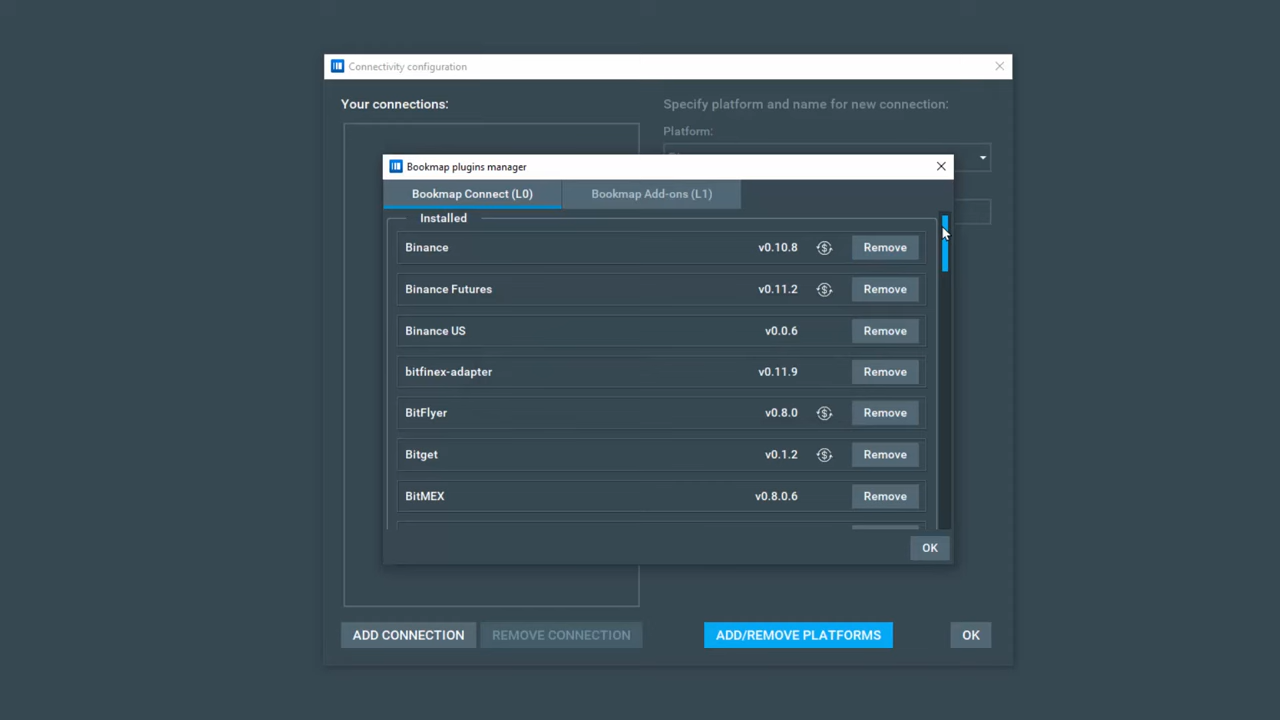 Connectivity configuration
Your connections:
Specify platform and name for new connection:
Platform:
Bookmap plugins manager
Bookmap Connect (L0)
Bookmap Add-ons (L1)
Installed
Binance v0.10.8 Remove
Binance Futures v0.11.2 Remove
Binance US v0.0.6 Remove
bitfinex-adapter v0.11.9 Remove
BitFlyer v0.8.0 Remove
Bitget v0.1.2 Remove
BitMEX v0.8.0.6 Remove
OK
ADD CONNECTION
REMOVE CONNECTION
ADD/REMOVE PLATFORMS
OK